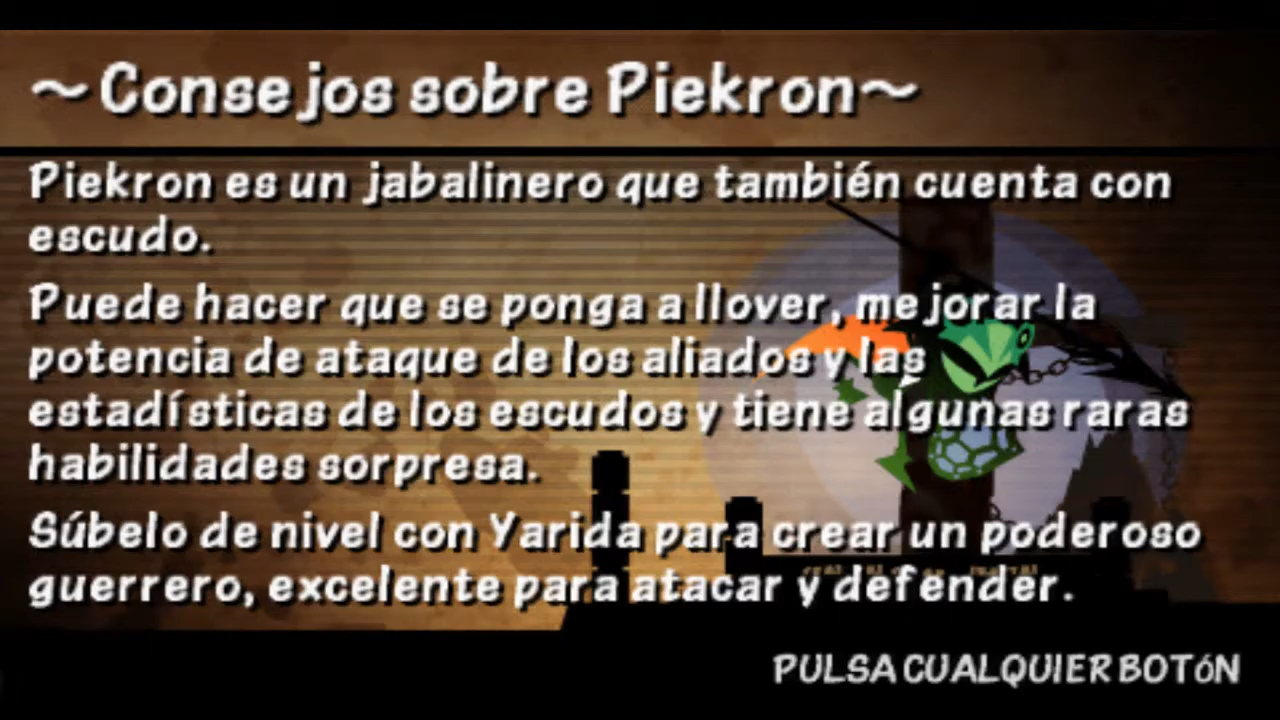 ～Consejos sobre Piekron～
Piekron es un jabalinero que también cuenta con
escudo.
Puede hacer que se ponga a llover, mejorar la
potencia de ataque de los aliados y las
estadísticas de los escudos y tiene algunas raras
habilidades sorpresa.
Súbelo de nivel con Yarida para crear un poderoso
guerrero, excelente para atacar y defender.
PULSA CUALQUIER BOTóN